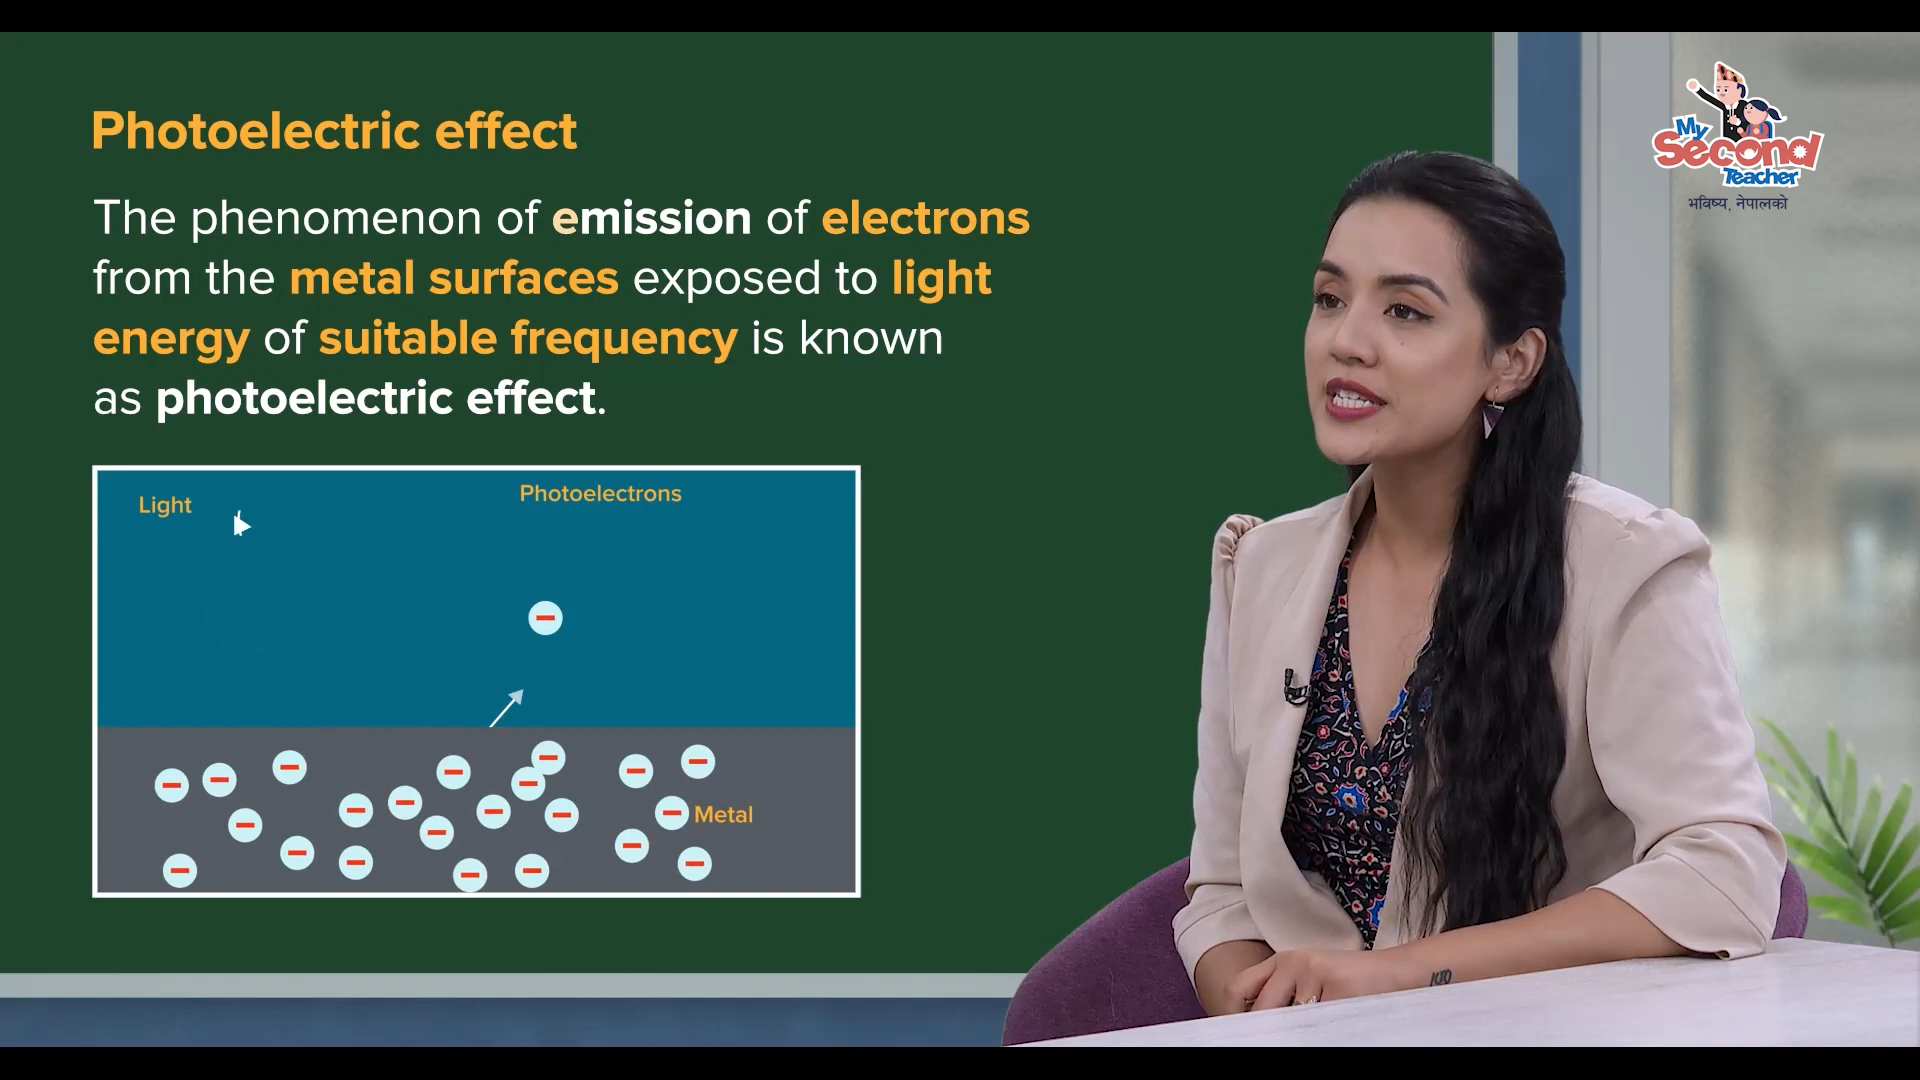 Photoelectric effect
The phenomenon of emission of electrons
from the metal surfaces exposed to light
energy of suitable frequency is known
as photoelectric effect.
Light
Photoelectrons
Metal
My
Second
Teacher
भविष्य, नेपालको